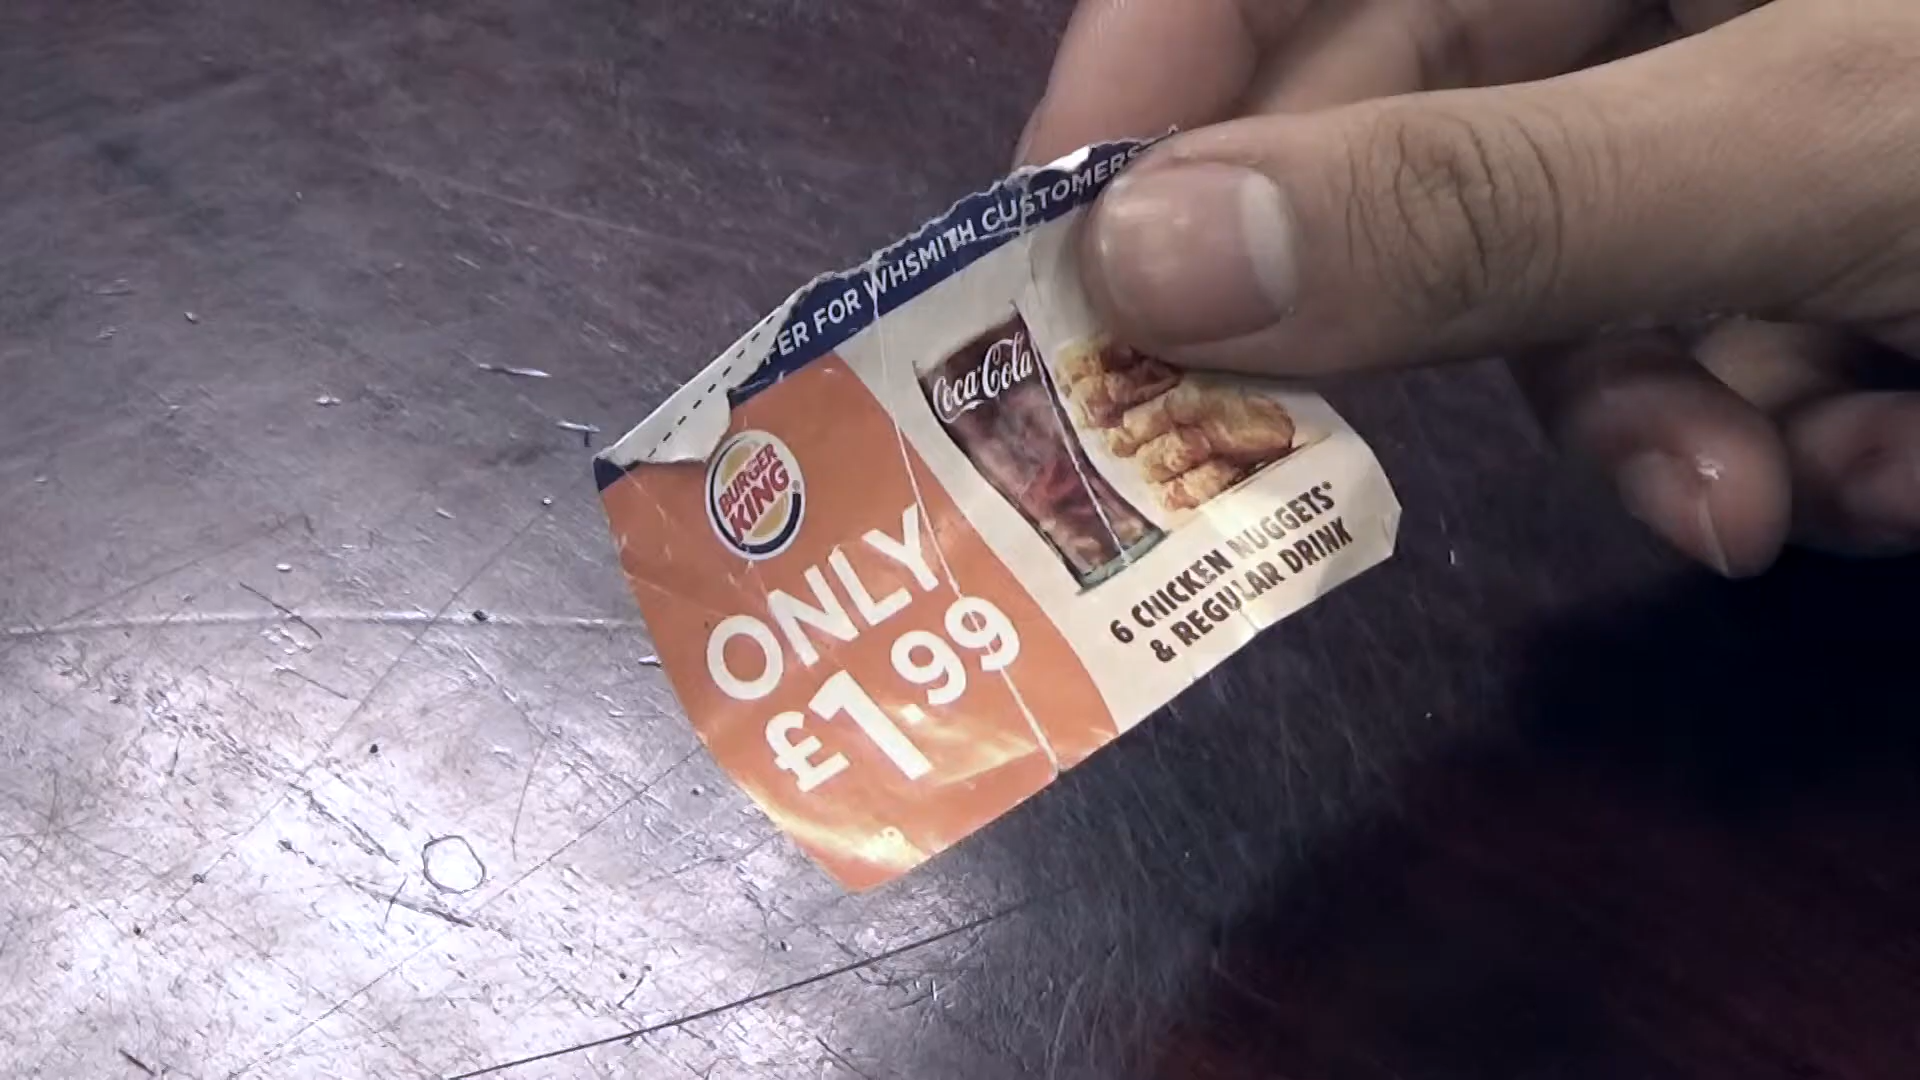 FER FOR WHSMITH CUSTOMERS
BURGER
KING®
ONLY
£1.99
Coca-Cola
6 CHICKEN NUGGETS*
& REGULAR DRINK